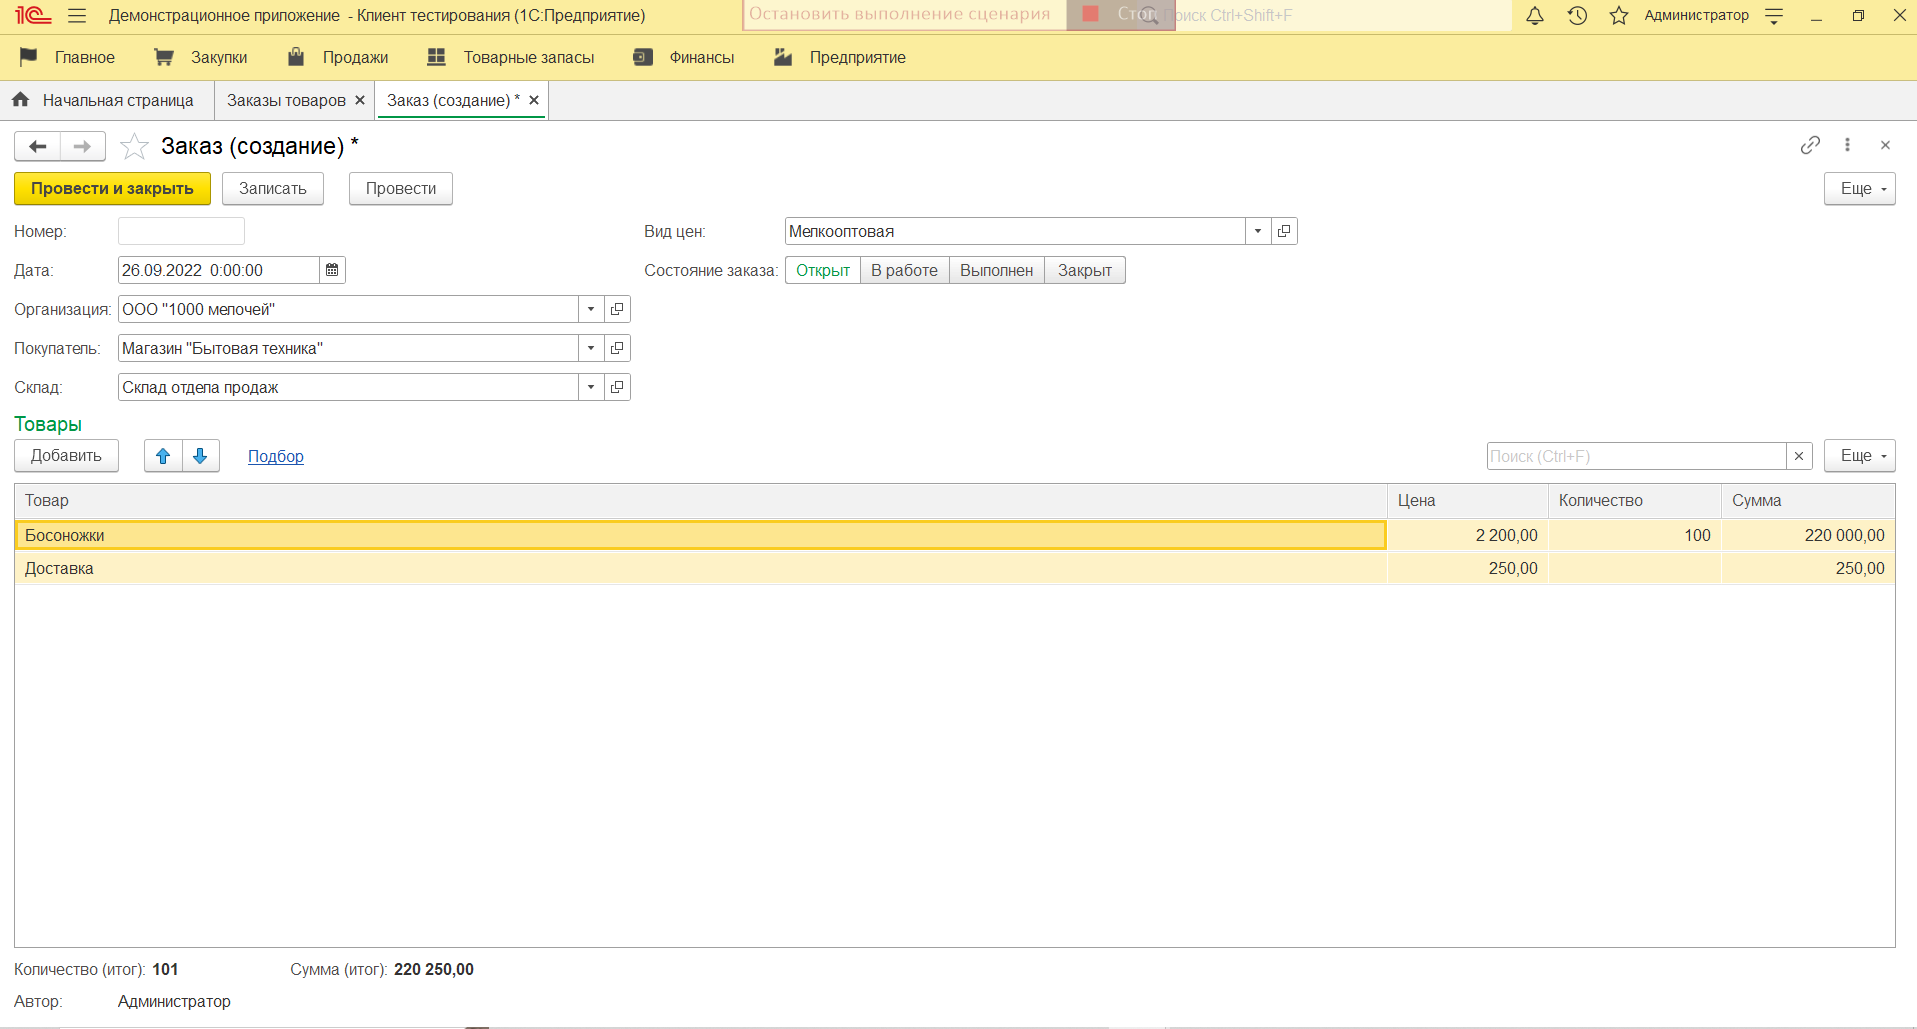 Демонстрационное приложение - Клиент тестирования (1С:Предприятие)
Остановить выполнение сценария
Стоп
Поиск Ctrl+Shift+F
Администратор
Главное
Закупки
Продажи
Товарные запасы
Финансы
Предприятие
Начальная страница
Заказы товаров
Заказ (создание) *
Заказ (создание) *
Провести и закрыть
Записать
Провести
Еще
Номер:
Вид цен: Мелкооптовая
Дата: 26.09.2022 0:00:00
Состояние заказа: Открыт В работе Выполнен Закрыт
Организация: ООО "1000 мелочей"
Покупатель: Магазин "Бытовая техника"
Склад: Склад отдела продаж
Товары
Добавить
Подбор
Поиск (Ctrl+F)
Еще
Товар Цена Количество Сумма
Босоножки 2 200,00 100 220 000,00
Доставка 250,00 250,00
Количество (итог): 101 Сумма (итог): 220 250,00
Автор: Администратор